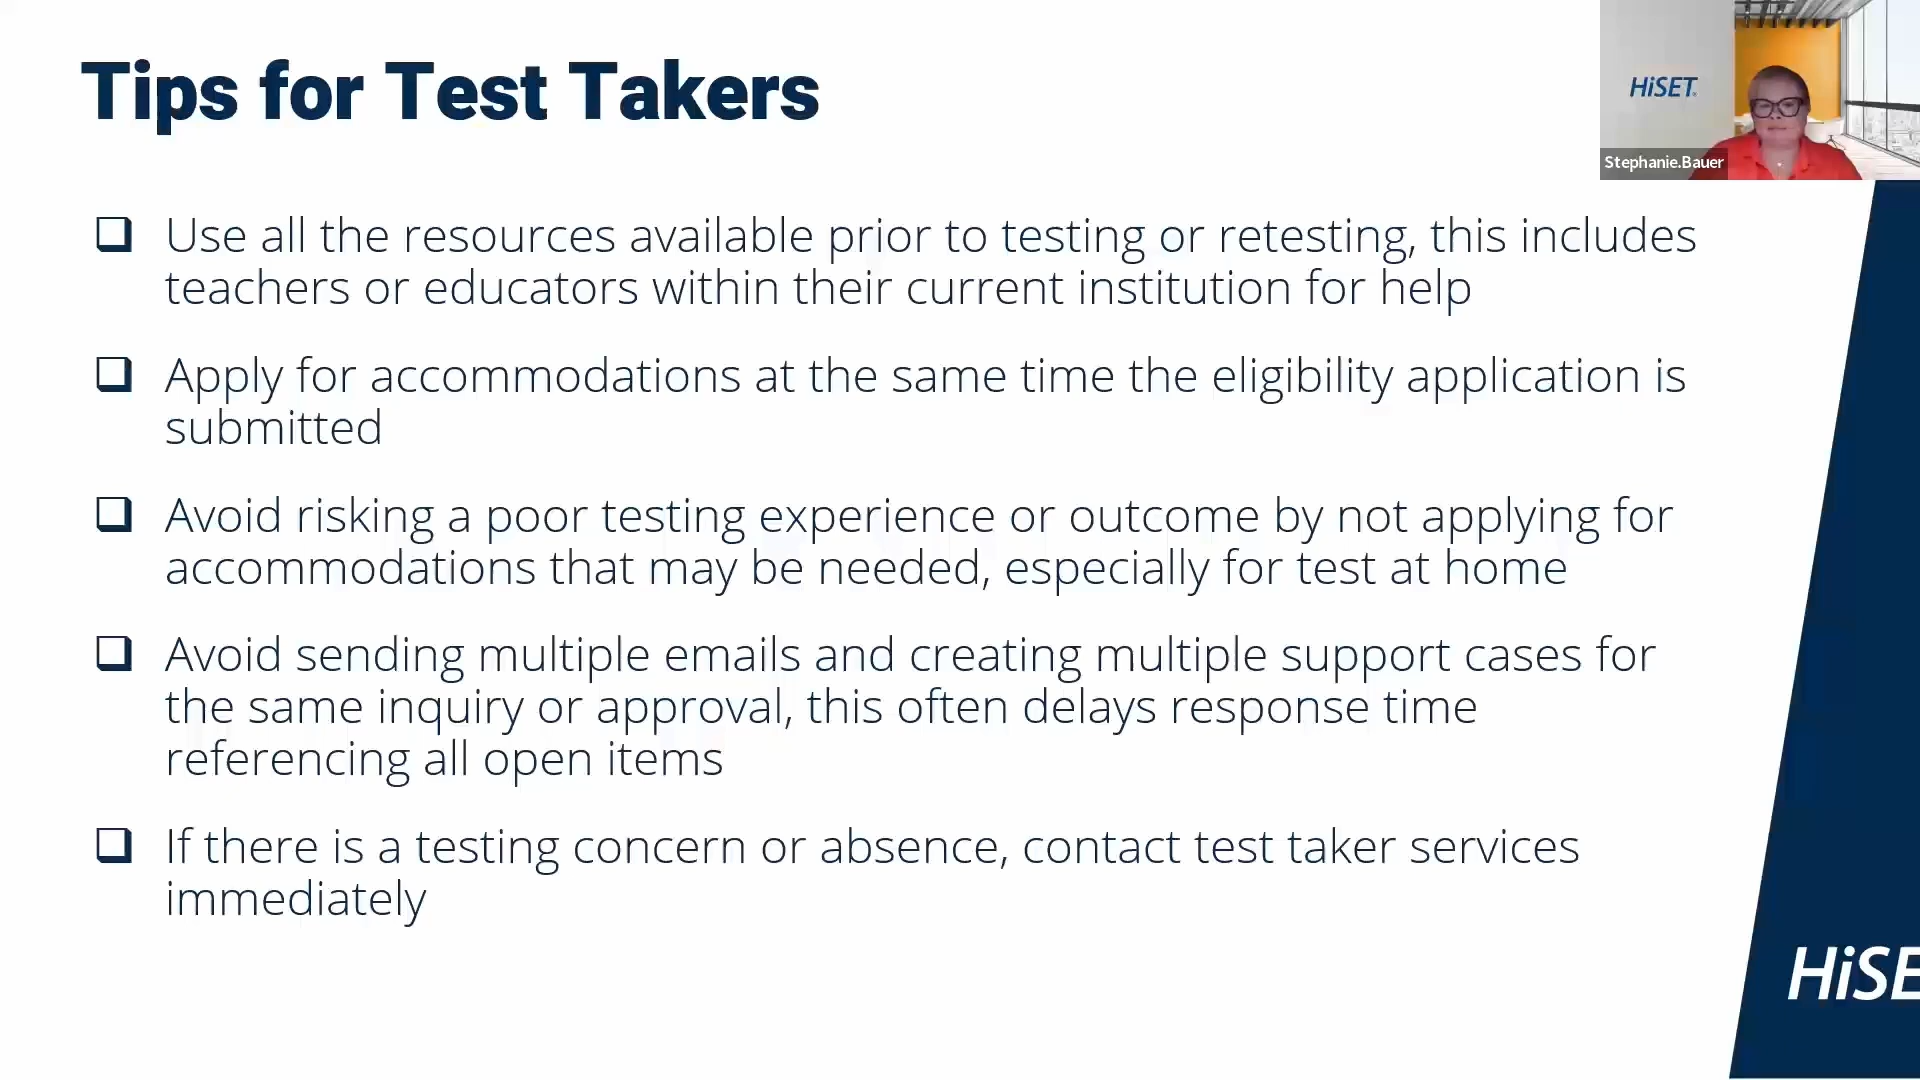 Tips for Test Takers
HiSET
Stephanie.Bauer
Use all the resources available prior to testing or retesting, this includes
teachers or educators within their current institution for help
Apply for accommodations at the same time the eligibility application is
submitted
Avoid risking a poor testing experience or outcome by not applying for
accommodations that may be needed, especially for test at home
Avoid sending multiple emails and creating multiple support cases for
the same inquiry or approval, this often delays response time
referencing all open items
If there is a testing concern or absence, contact test taker services
immediately
HiSE